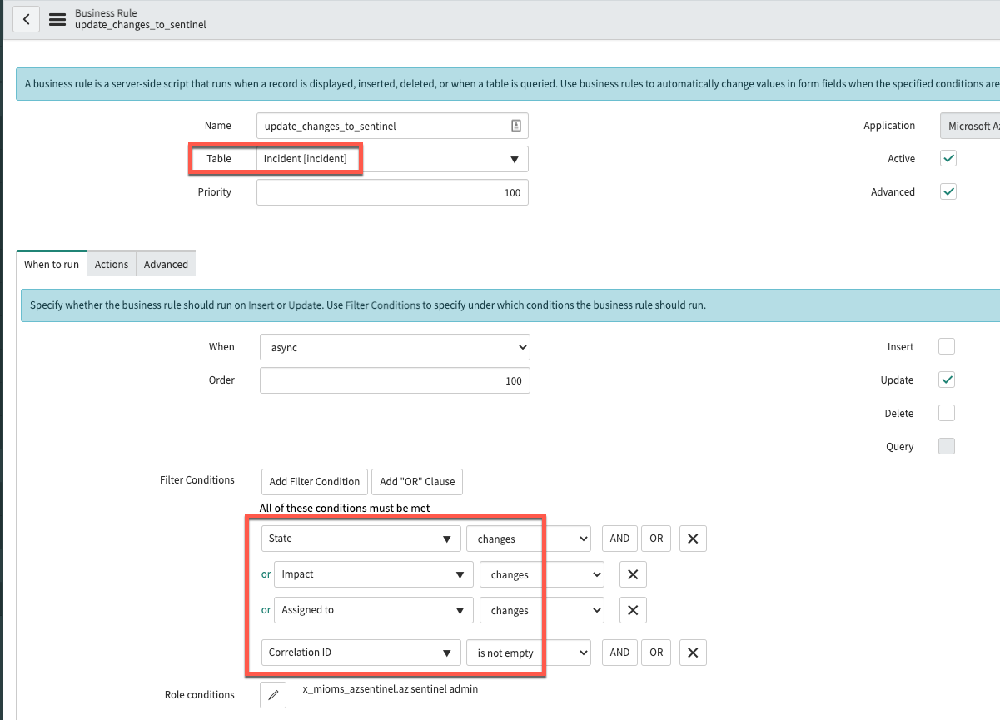 Business Rule
update_changes_to_sentinel
A business rule is a server-side script that runs when a record is displayed, inserted, deleted, or when a table is queried. Use business rules to automatically change values in form fields when the specified conditions are
Name update_changes_to_sentinel Application Microsoft Az
Table Incident [incident] Active
Priority 100 Advanced
When to run Actions Advanced
Specify whether the business rule should run on Insert or Update. Use Filter Conditions to specify under which conditions the business rule should run.
When async Insert
Order 100 Update
Delete
Query
Filter Conditions Add Filter Condition Add "OR" Clause
All of these conditions must be met
State changes AND OR
or Impact changes
or Assigned to changes
Correlation ID is not empty AND OR
Role conditions x_mioms_azsentinel.az sentinel admin